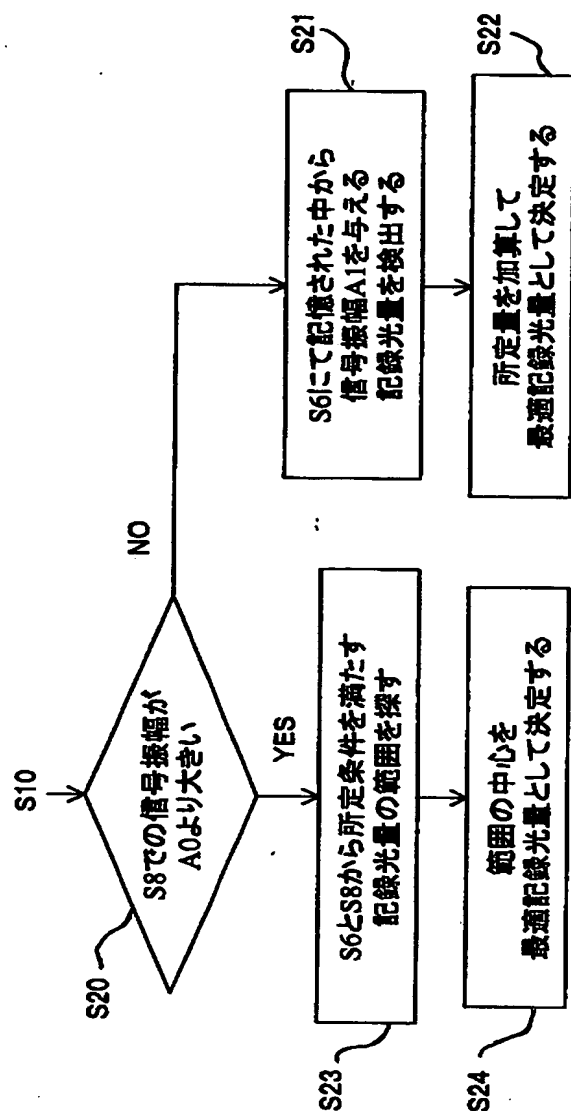 S10
S20
S8での信号振幅が
A0より大きい
NO
YES
S21
S6にて記憶された中から
信号振幅A1を与える
記録光量を検出する
S22
所定量を加算して
最適記録光量として決定する
S23
S6とS8から所定条件を満たす
記録光量の範囲を探す
S24
範囲の中心を
最適記録光量として決定する